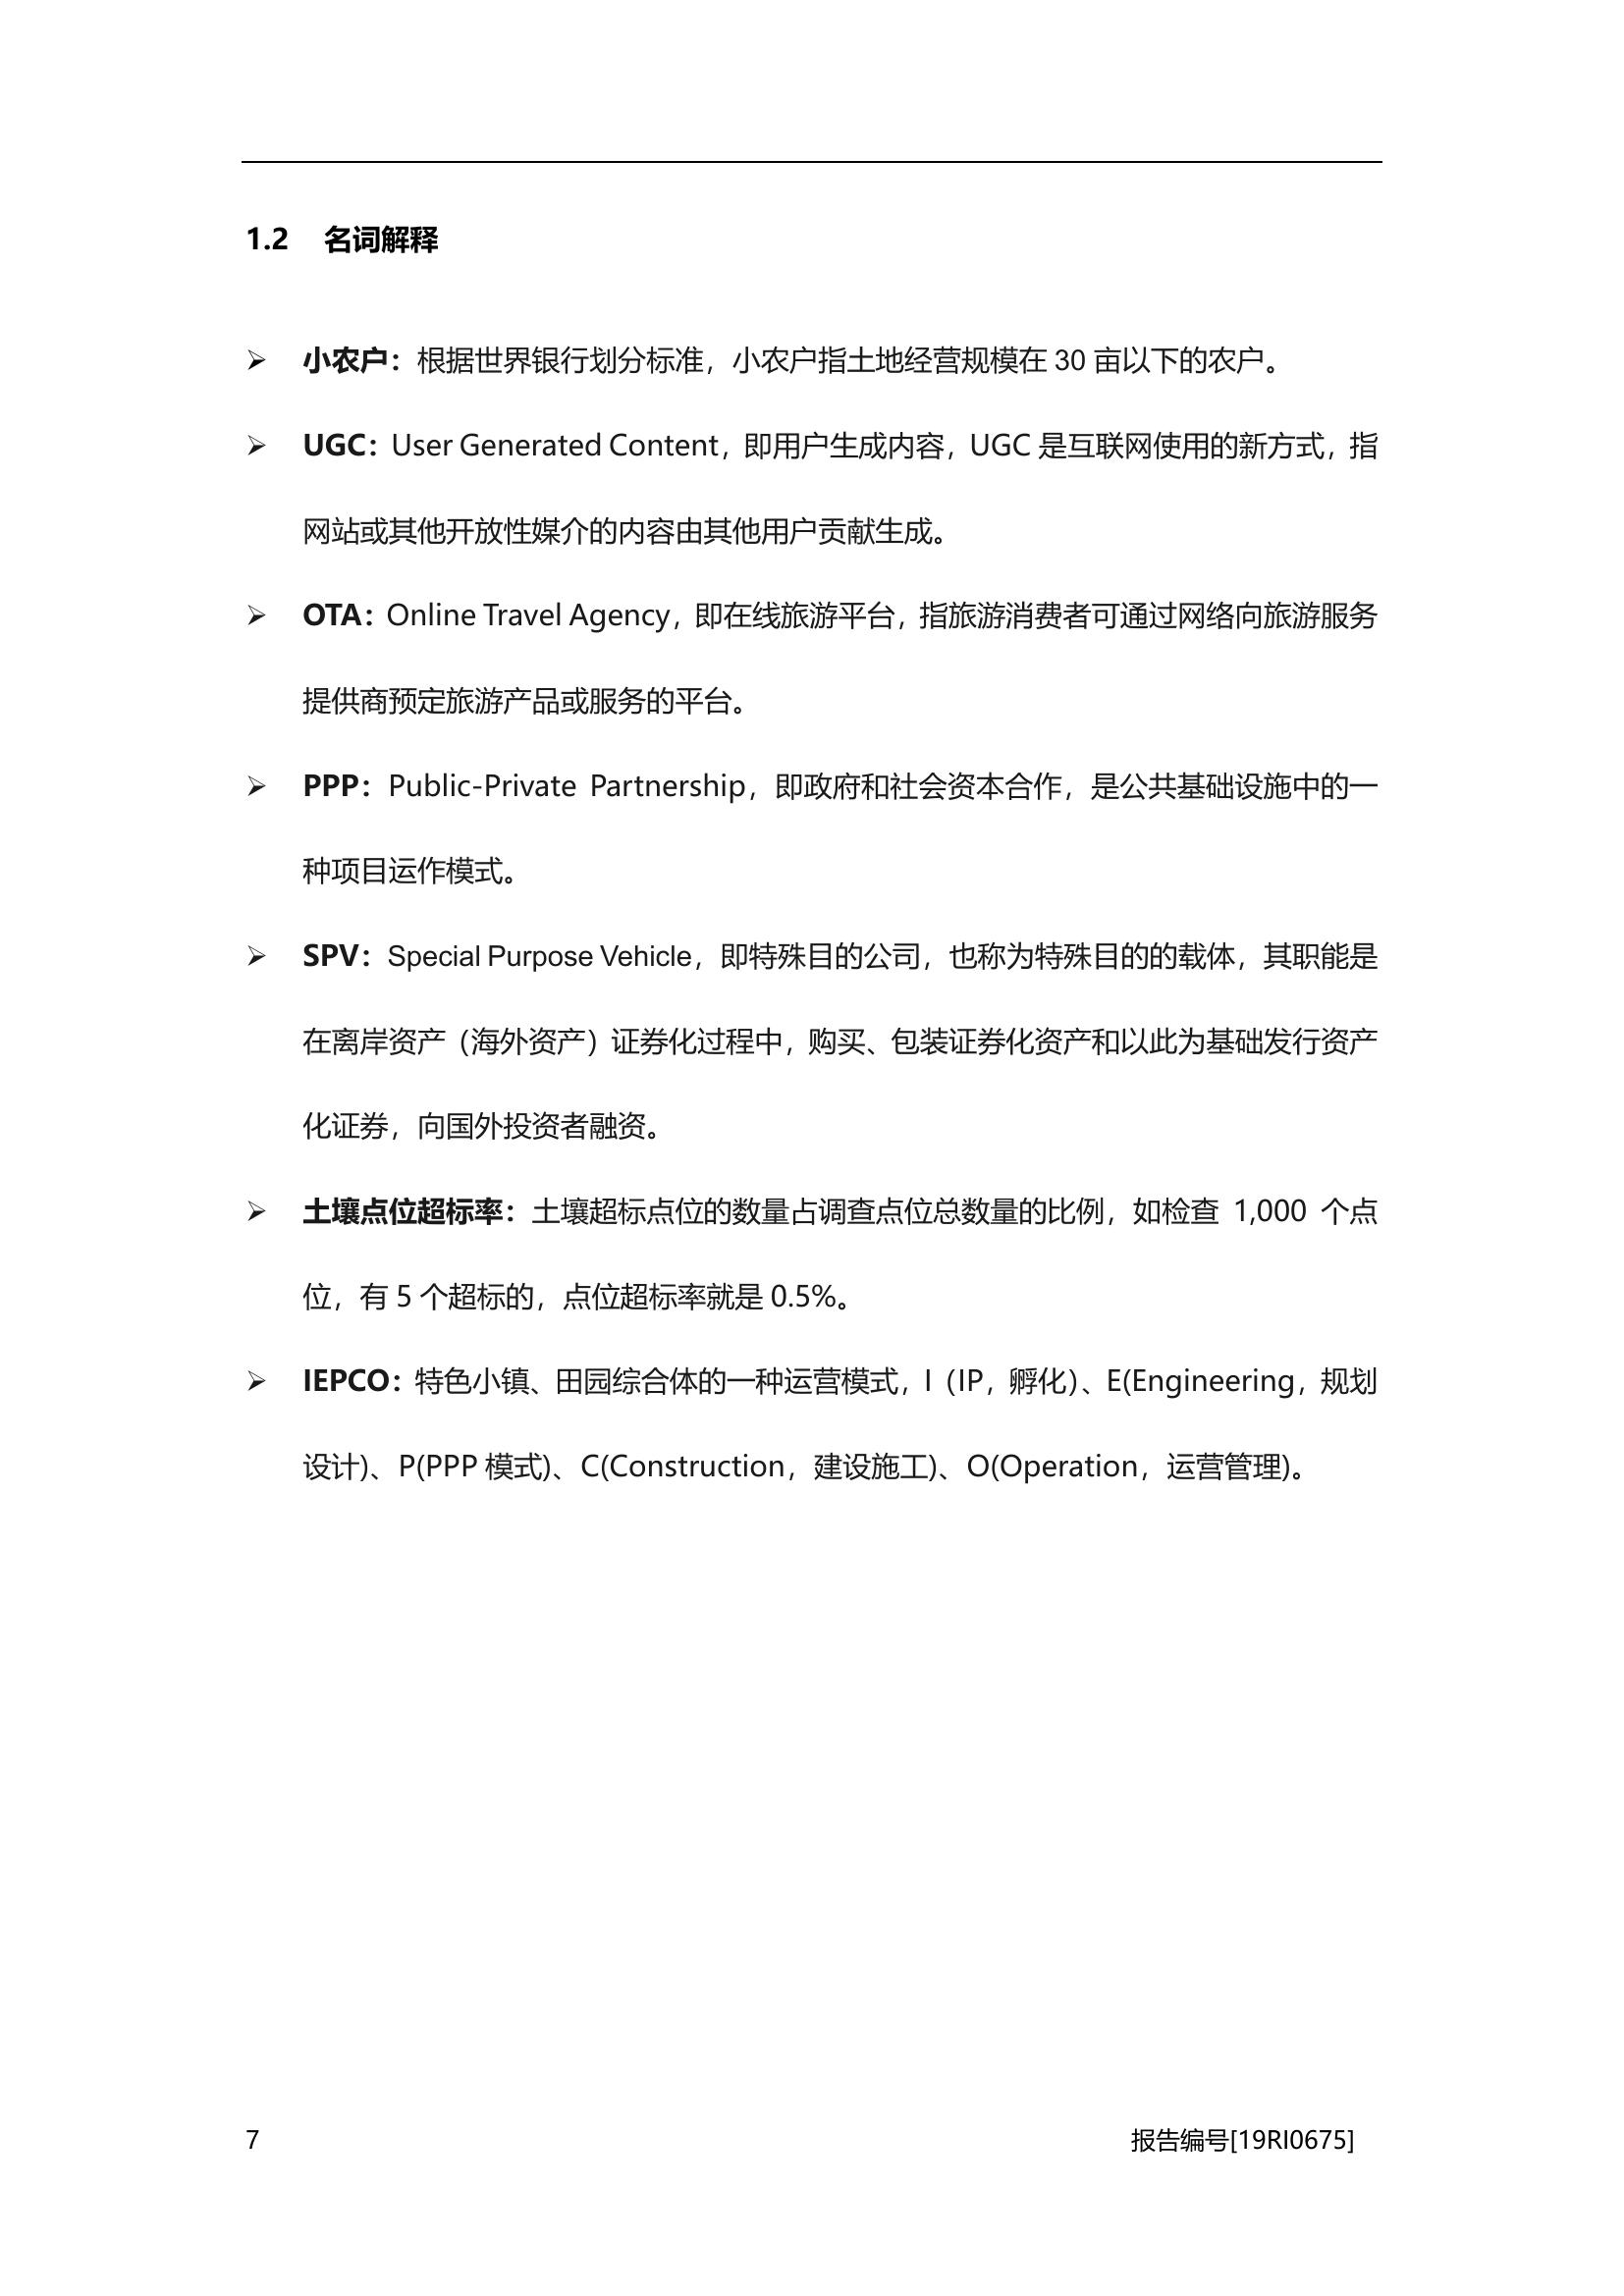 1.2 名词解释
➢ 小农户：根据世界银行划分标准，小农户指土地经营规模在 30 亩以下的农户。
➢ UGC：User Generated Content，即用户生成内容，UGC 是互联网使用的新方式，指
网站或其他开放性媒介的内容由其他用户贡献生成。
➢ OTA：Online Travel Agency，即在线旅游平台，指旅游消费者可通过网络向旅游服务
提供商预定旅游产品或服务的平台。
➢ PPP：Public-Private Partnership，即政府和社会资本合作，是公共基础设施中的一
种项目运作模式。
➢ SPV：Special Purpose Vehicle，即特殊目的公司，也称为特殊目的的载体，其职能是
在离岸资产（海外资产）证券化过程中，购买、包装证券化资产和以此为基础发行资产
化证券，向国外投资者融资。
➢ 土壤点位超标率：土壤超标点位的数量占调查点位总数量的比例，如检查 1,000 个点
位，有 5 个超标的，点位超标率就是 0.5%。
➢ IEPCO：特色小镇、田园综合体的一种运营模式，I（IP，孵化）、E(Engineering，规划
设计)、P(PPP 模式)、C(Construction，建设施工)、O(Operation，运营管理)。
7 报告编号[19RI0675]